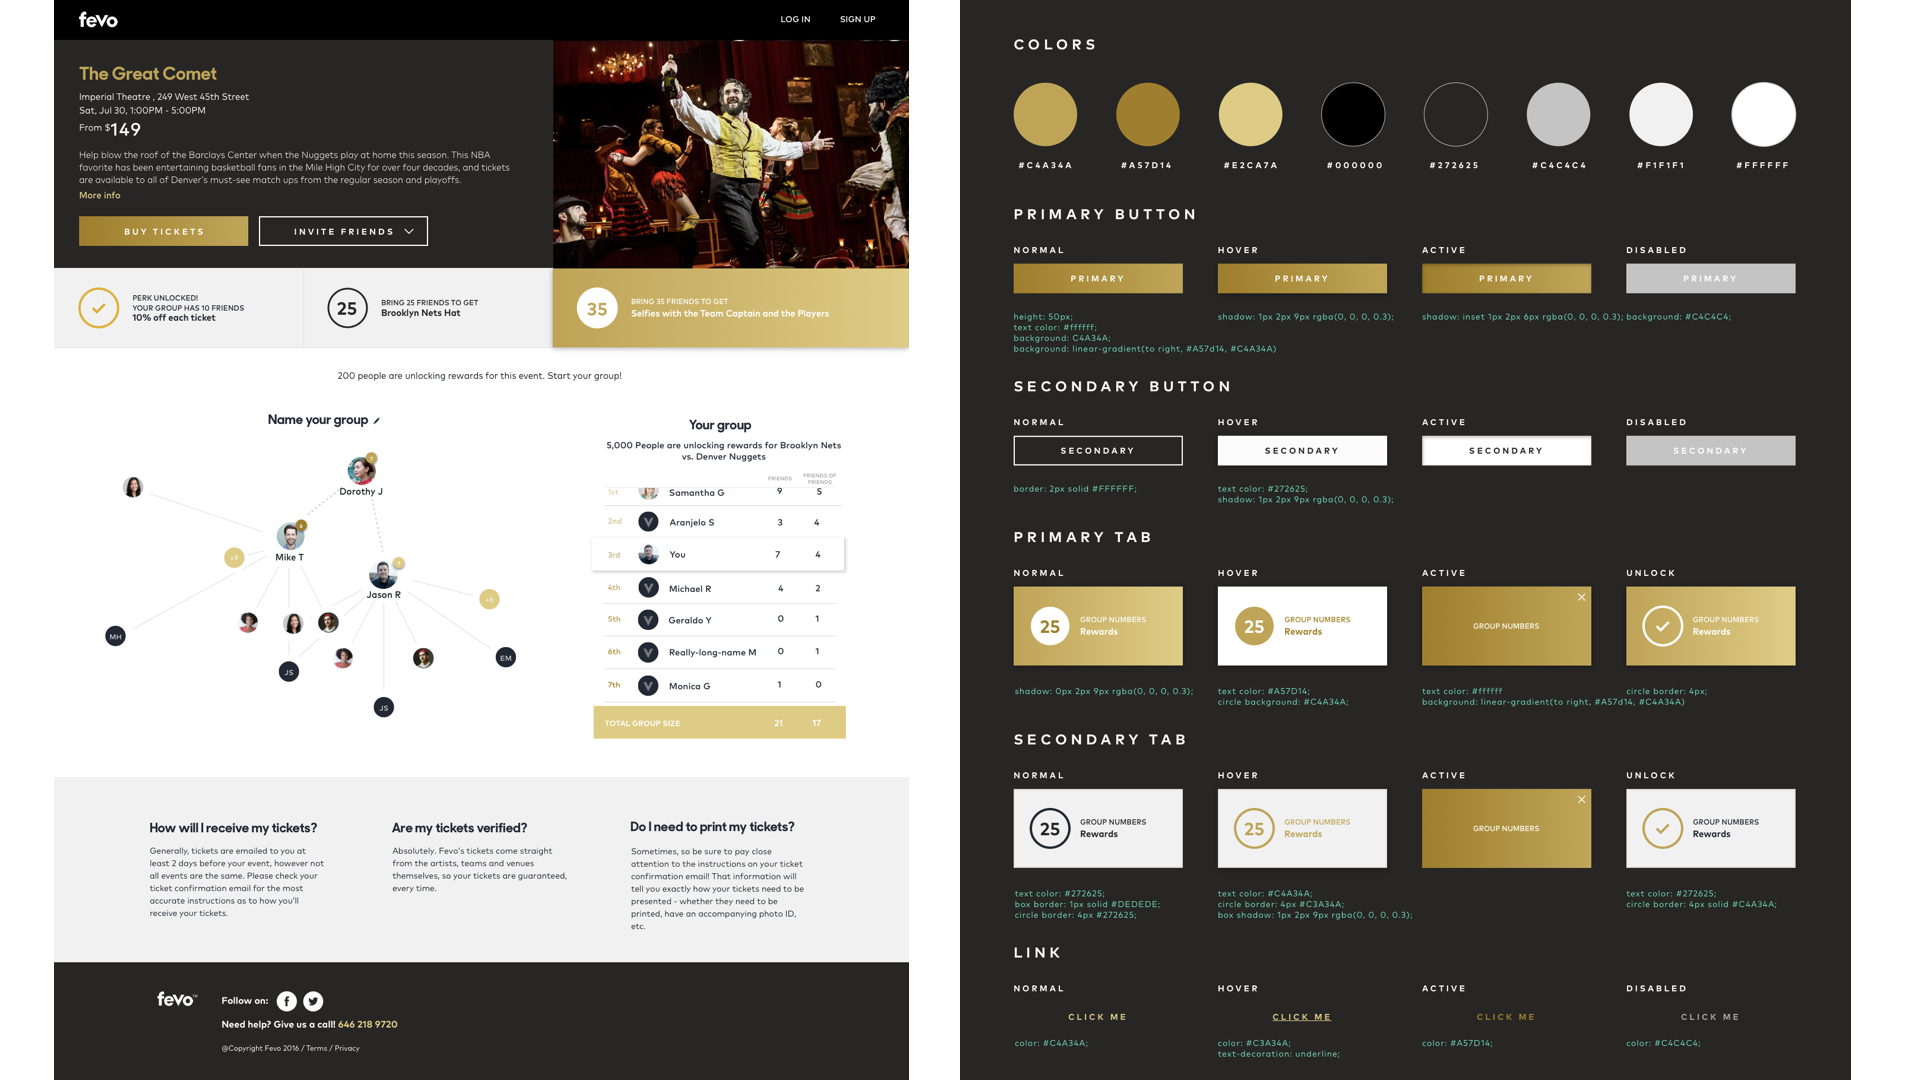 fevo
LOG IN
SIGN UP
The Great Comet
Imperial Theatre , 249 West 45th Street
Sat, Jul 30, 1:00PM - 5:00PM
From $149
Help blow the roof of the Barclays Center when the Nuggets play at home this season. This NBA
favorite has been entertaining basketball fans in the Mile High City for over four decades, and tickets
are available to all of Denver's must-see match ups from the regular season and playoffs.
More info
BUY TICKETS
INVITE FRIENDS
PERK UNLOCKED!
YOUR GROUP HAS 10 FRIENDS
10% off each ticket
25
BRING 25 FRIENDS TO GET
Brooklyn Nets Hat
35
BRING 35 FRIENDS TO GET
Selfies with the Team Captain and the Players
200 people are unlocking rewards for this event. Start your group!
Name your group
Dorothy J
Mike T
Jason R
MH
JS
EM
JS
Your group
5,000 People are unlocking rewards for Brooklyn Nets
vs. Denver Nuggets
FRIENDS
FRIENDS OF
FRIENDS
1st Samantha G 9 5
2nd Aranjelo S 3 4
3rd You 7 4
4th Michael R 4 2
5th Geraldo Y 0 1
6th Really-long-name M 0 1
7th Monica G 1 0
TOTAL GROUP SIZE 21 17
How will I receive my tickets?
Generally, tickets are emailed to you at
least 2 days before your event, however not
all events are the same. Please check your
ticket confirmation email for the most
accurate instructions as to how you'll
receive your tickets.
Are my tickets verified?
Absolutely. Fevo's tickets come straight
from the artists, teams and venues
themselves, so your tickets are guaranteed,
every time.
Do I need to print my tickets?
Sometimes, so be sure to pay close
attention to the instructions on your ticket
confirmation email! That information will
tell you exactly how your tickets need to be
presented - whether they need to be
printed, have an accompanying photo ID,
etc.
fevo™
Follow on:
Need help? Give us a call! 646 218 9720
@Copyright Fevo 2016 / Terms / Privacy
COLORS
#C4A34A
#A57D14
#E2CA7A
#000000
#272625
#C4C4C4
#F1F1F1
#FFFFFF
PRIMARY BUTTON
NORMAL
HOVER
ACTIVE
DISABLED
PRIMARY
PRIMARY
PRIMARY
PRIMARY
height: 50px;
text color: #ffffff;
background: C4A34A;
background: linear-gradient(to right, #A57d14, #C4A34A)
shadow: 1px 2px 9px rgba(0, 0, 0, 0.3);
shadow: inset 1px 2px 6px rgba(0, 0, 0, 0.3);
background: #C4C4C4;
SECONDARY BUTTON
NORMAL
HOVER
ACTIVE
DISABLED
SECONDARY
SECONDARY
SECONDARY
SECONDARY
border: 2px solid #FFFFFF;
text color: #272625;
shadow: 1px 2px 9px rgba(0, 0, 0, 0.3);
PRIMARY TAB
NORMAL
HOVER
ACTIVE
UNLOCK
25
GROUP NUMBERS
Rewards
25
GROUP NUMBERS
Rewards
GROUP NUMBERS
GROUP NUMBERS
Rewards
shadow: 0px 2px 9px rgba(0, 0, 0, 0.3);
text color: #A57D14;
circle background: #C4A34A;
text color: #ffffff
background: linear-gradient(to right, #A57d14, #C4A34A)
circle border: 4px;
SECONDARY TAB
NORMAL
HOVER
ACTIVE
UNLOCK
25
GROUP NUMBERS
Rewards
25
GROUP NUMBERS
Rewards
GROUP NUMBERS
GROUP NUMBERS
Rewards
text color: #272625;
box border: 1px solid #DEDEDE;
circle border: 4px #272625;
text color: #C4A34A;
circle border: 4px #C3A34A;
box shadow: 1px 2px 9px rgba(0, 0, 0, 0.3);
text color: #272625;
circle border: 4px solid #C4A34A;
LINK
NORMAL
HOVER
ACTIVE
DISABLED
CLICK ME
CLICK ME
CLICK ME
CLICK ME
color: #C4A34A;
color: #C3A34A;
text-decoration: underline;
color: #A57D14;
color: #C4C4C4;